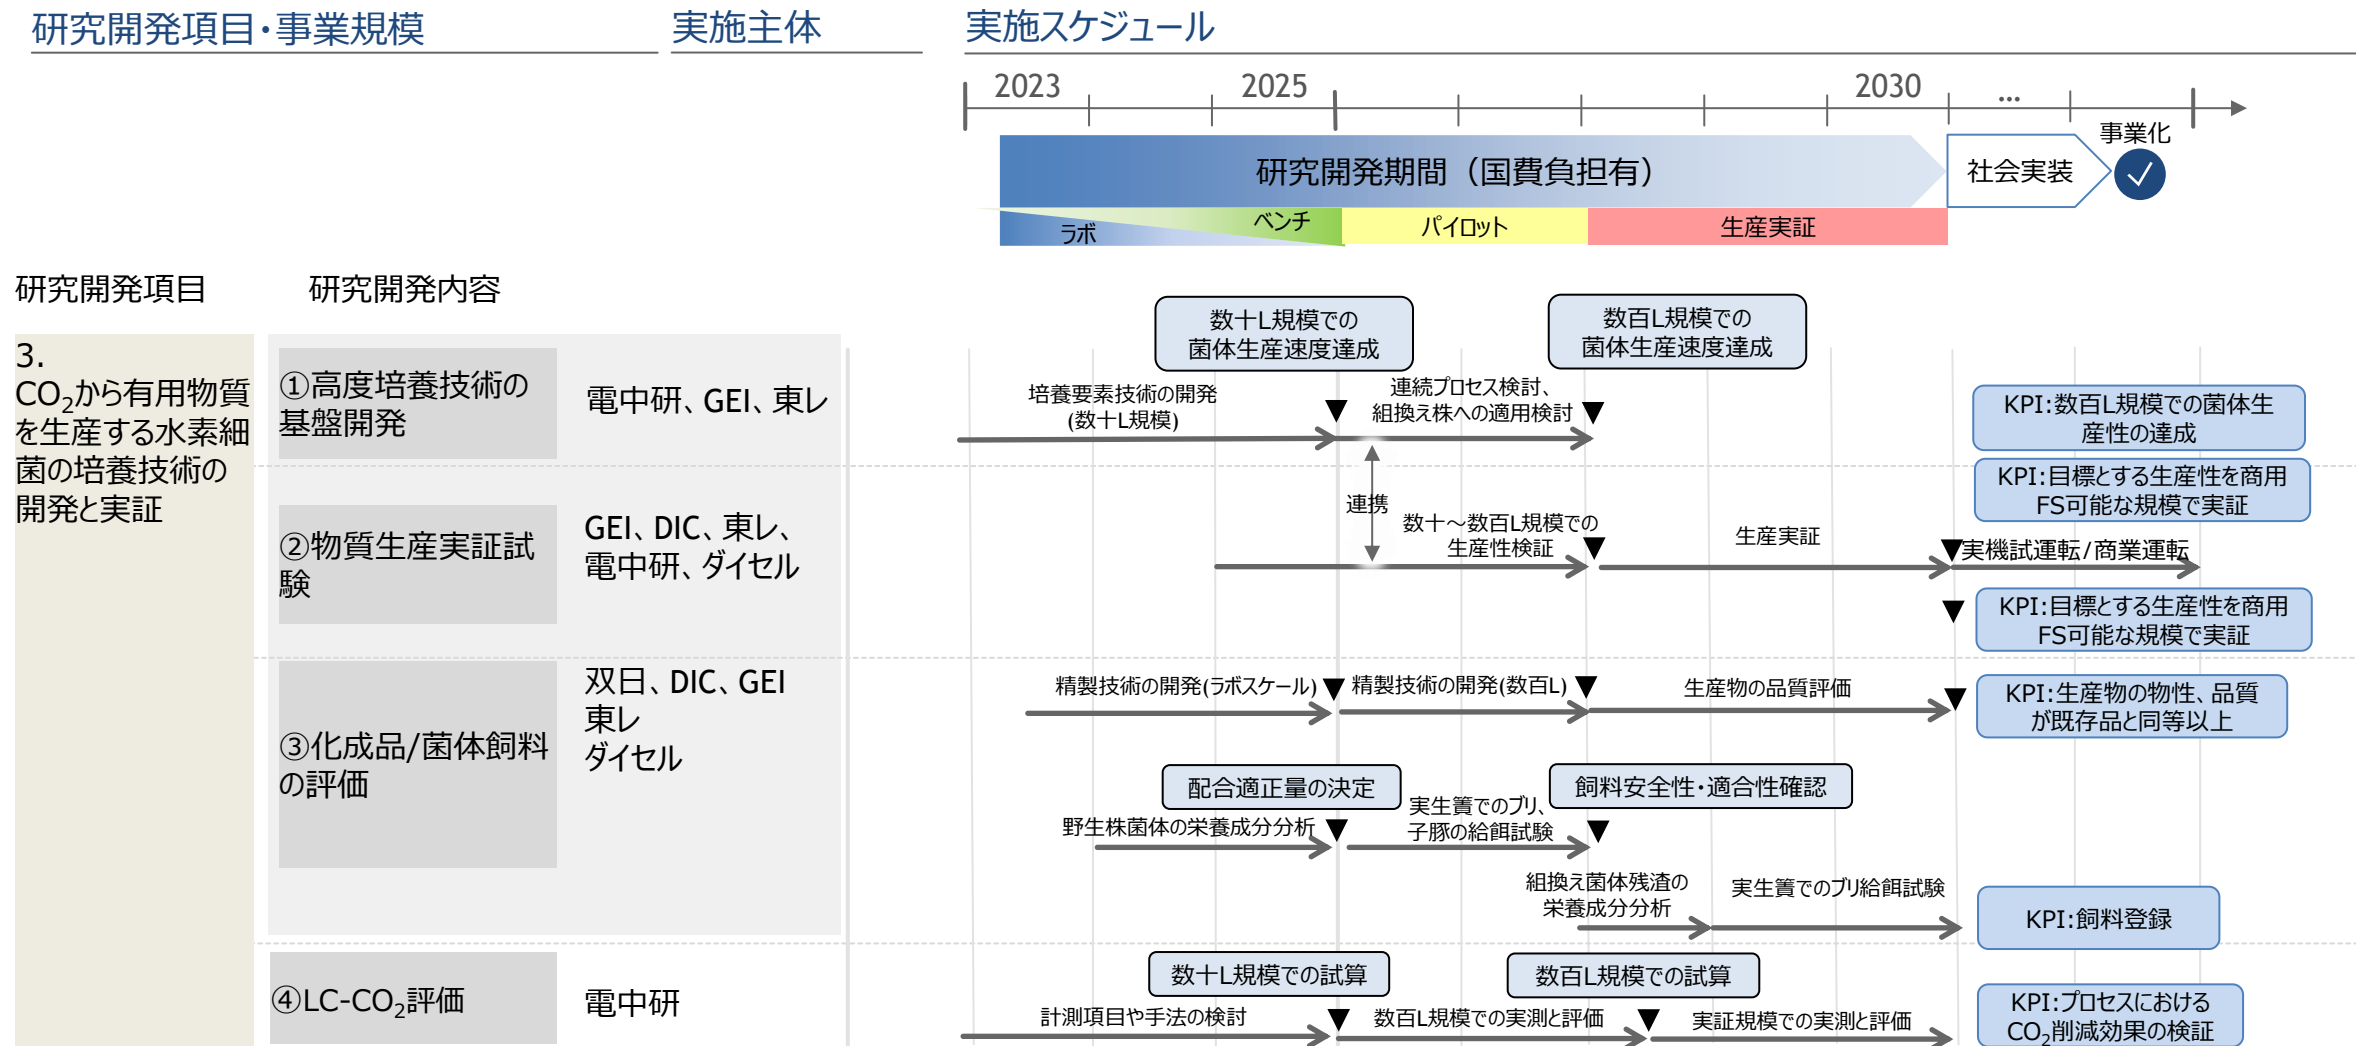 研究開発項目・事業規模
実施主体
実施スケジュール
2023
2025
2030
...
事業化
研究開発期間（国費負担有）
社会実装
ラボ
ベンチ
パイロット
生産実証
研究開発項目
研究開発内容
数十L規模での
菌体生産速度達成
数百L規模での
菌体生産速度達成
3.
CO₂から有用物質
を生産する水素細
菌の培養技術の
開発と実証
①高度培養技術の
基盤開発
電中研、GEI、東レ
培養要素技術の開発
(数十L規模)
連続プロセス検討、
組換え株への適用検討
KPI:数百L規模での菌体生
産性の達成
連携
KPI:目標とする生産性を商用
FS可能な規模で実証
②物質生産実証試
験
GEI、DIC、東レ、
電中研、ダイセル
数十～数百L規模での
生産性検証
生産実証
実機試運転/商業運転
KPI:目標とする生産性を商用
FS可能な規模で実証
③化成品/菌体飼料
の評価
双日、DIC、GEI
東レ
ダイセル
精製技術の開発(ラボスケール)
精製技術の開発(数百L)
生産物の品質評価
KPI:生産物の物性、品質
が既存品と同等以上
配合適正量の決定
飼料安全性・適合性確認
野生株菌体の栄養成分分析
実生簀でのブリ、
子豚の給餌試験
組換え菌体残渣の
栄養成分分析
実生簀でのブリ給餌試験
KPI:飼料登録
④LC-CO₂評価
電中研
数十L規模での試算
数百L規模での試算
計測項目や手法の検討
数百L規模での実測と評価
実証規模での実測と評価
KPI:プロセスにおける
CO₂削減効果の検証